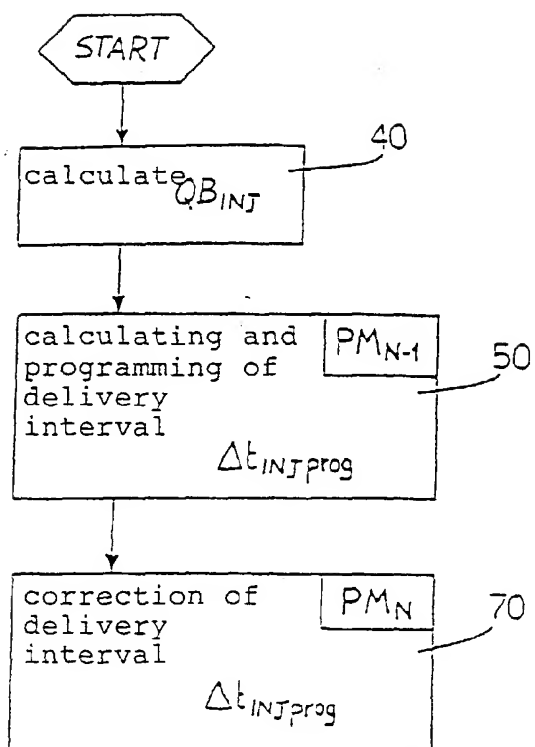 START
40
calculate QB_INJ
calculating and PM_N-1
programming of
50
delivery
interval
Δt_INJprog
correction of PM_N
70
delivery
interval
Δt_INJprog